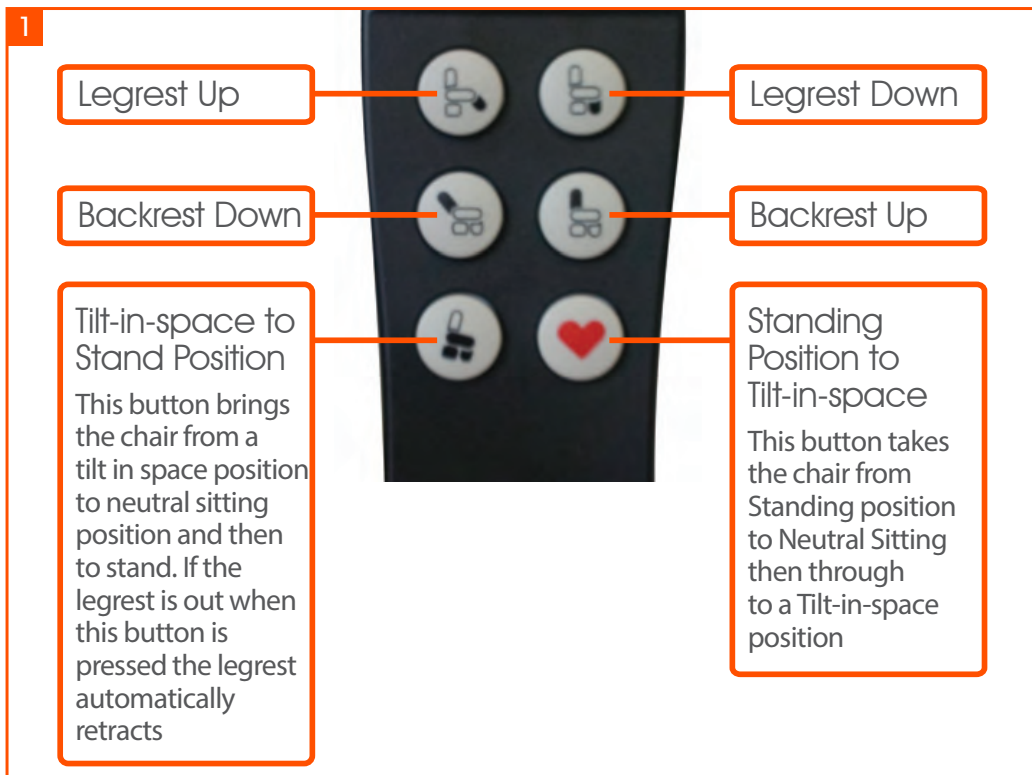 1
Legrest Up
Legrest Down
Backrest Down
Backrest Up
Tilt-in-space to
Stand Position
This button brings
the chair from a
tilt in space position
to neutral sitting
position and then
to stand. If the
legrest is out when
this button is
pressed the legrest
automatically
retracts
Standing
Position to
Tilt-in-space
This button takes
the chair from
Standing position
to Neutral Sitting
then through
to a Tilt-in-space
position